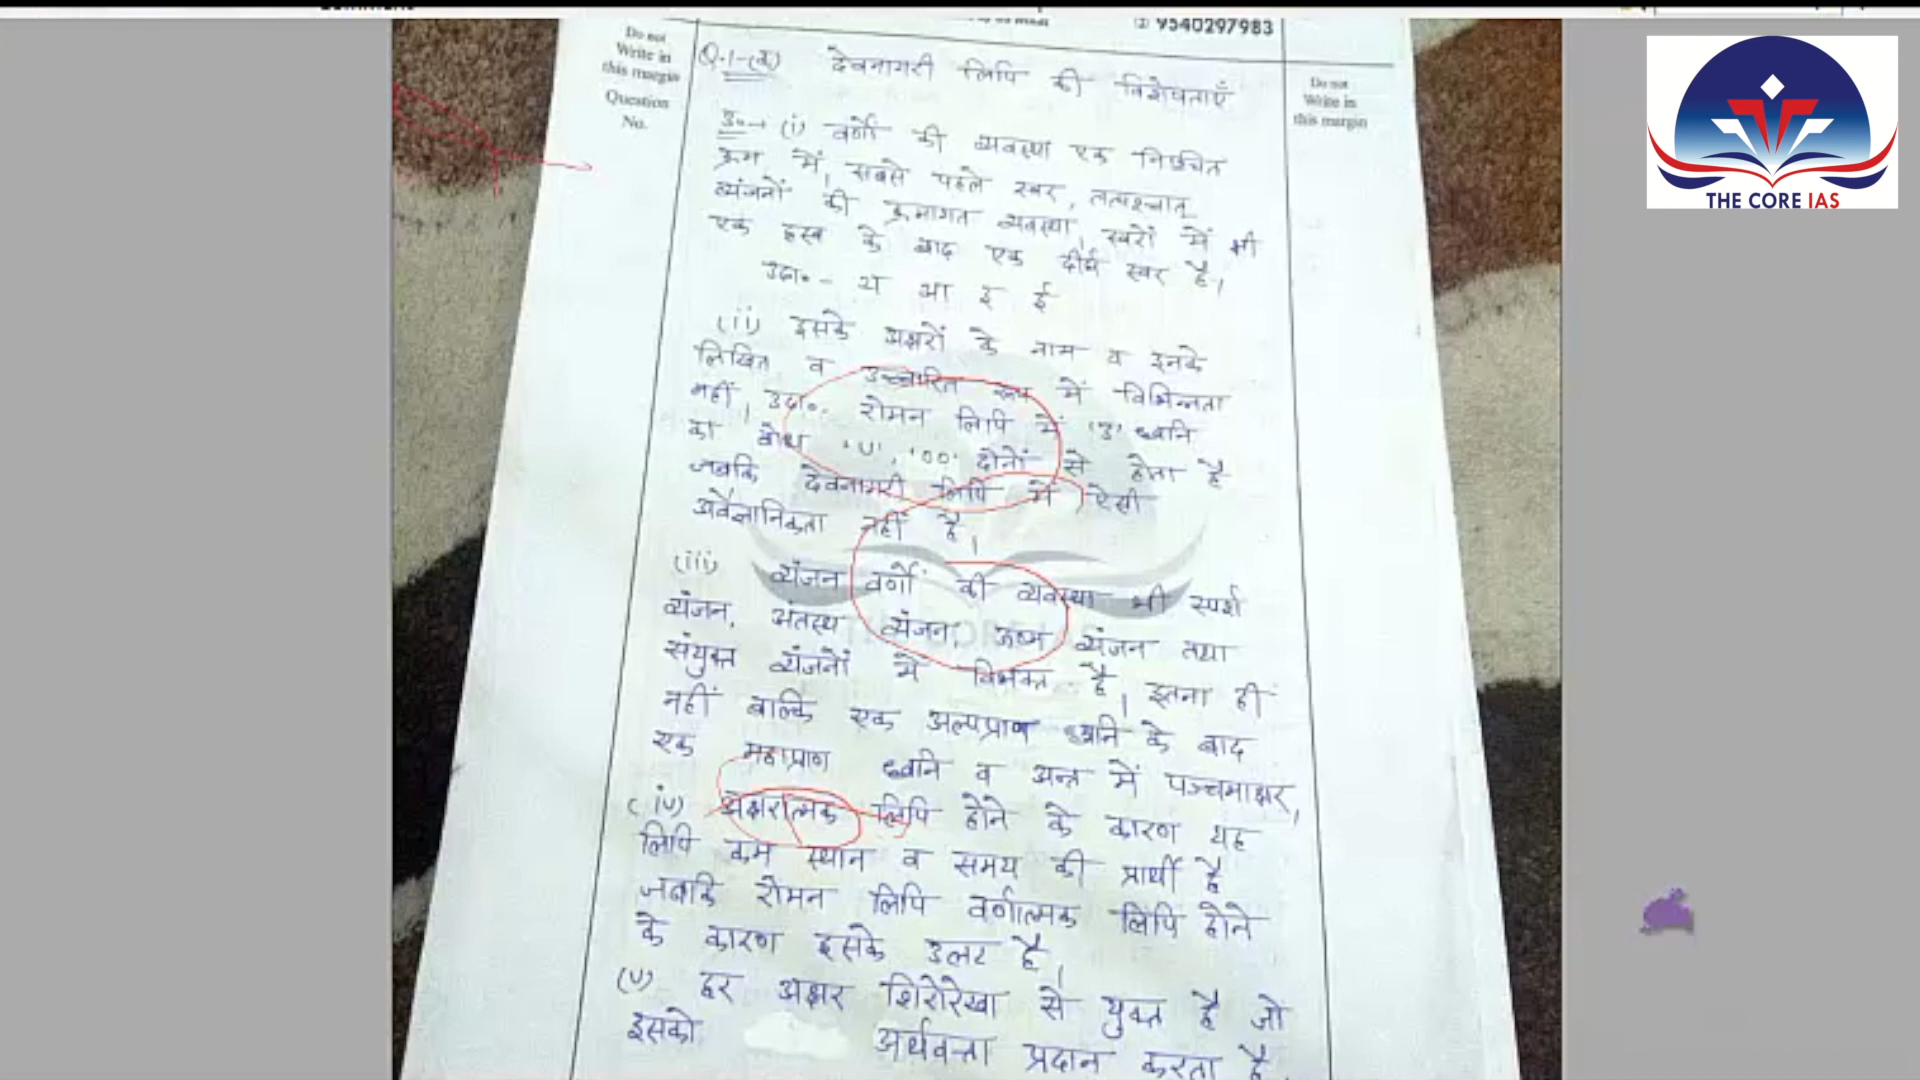 9540297983
Do not
Write in
this margin
Question
No.
Do not
Write in
this margin
THE CORE IAS
Q.1-(क) देवनागरी लिपि की विशेषताएँ
उ०→ (i) वर्णों की व्यवस्था एक निश्चित
क्रम में, सबसे पहले स्वर, तत्पश्चात्
व्यंजनों की क्रमागत व्यवस्था, स्वरों में भी
एक ह्रस्व के बाद एक दीर्घ स्वर है।
उदा०- अ आ इ ई
(ii) इसके अक्षरों के नाम व इनके
लिखित व उच्चारित रूप में विभिन्नता
नहीं, उदा०. रोमन लिपि में 'उ' ध्वनि
का बोध 'U', 'OO' दोनों से होता है
जबकि देवनागरी लिपि में ऐसी
अवैज्ञानिकता नहीं है।
(iii) व्यंजन वर्णों की व्यवस्था भी स्पर्श
व्यंजन, अंतस्थ व्यंजन, ऊष्म व्यंजन तथा
संयुक्त व्यंजनों में विभक्त है। इतना ही
नहीं बल्कि एक अल्पप्राण ध्वनि के बाद
एक महाप्राण ध्वनि व अन्त में पञ्चमाक्षर,
(iv) अक्षरात्मक लिपि होने के कारण यह
लिपि कम स्थान व समय की प्रार्थी है
जबकि रोमन लिपि वर्णात्मक लिपि होने
के कारण इसके उलट है।
(v) हर अक्षर शिरोरेखा से युक्त है जो
इसको अर्थवत्ता प्रदान करता है